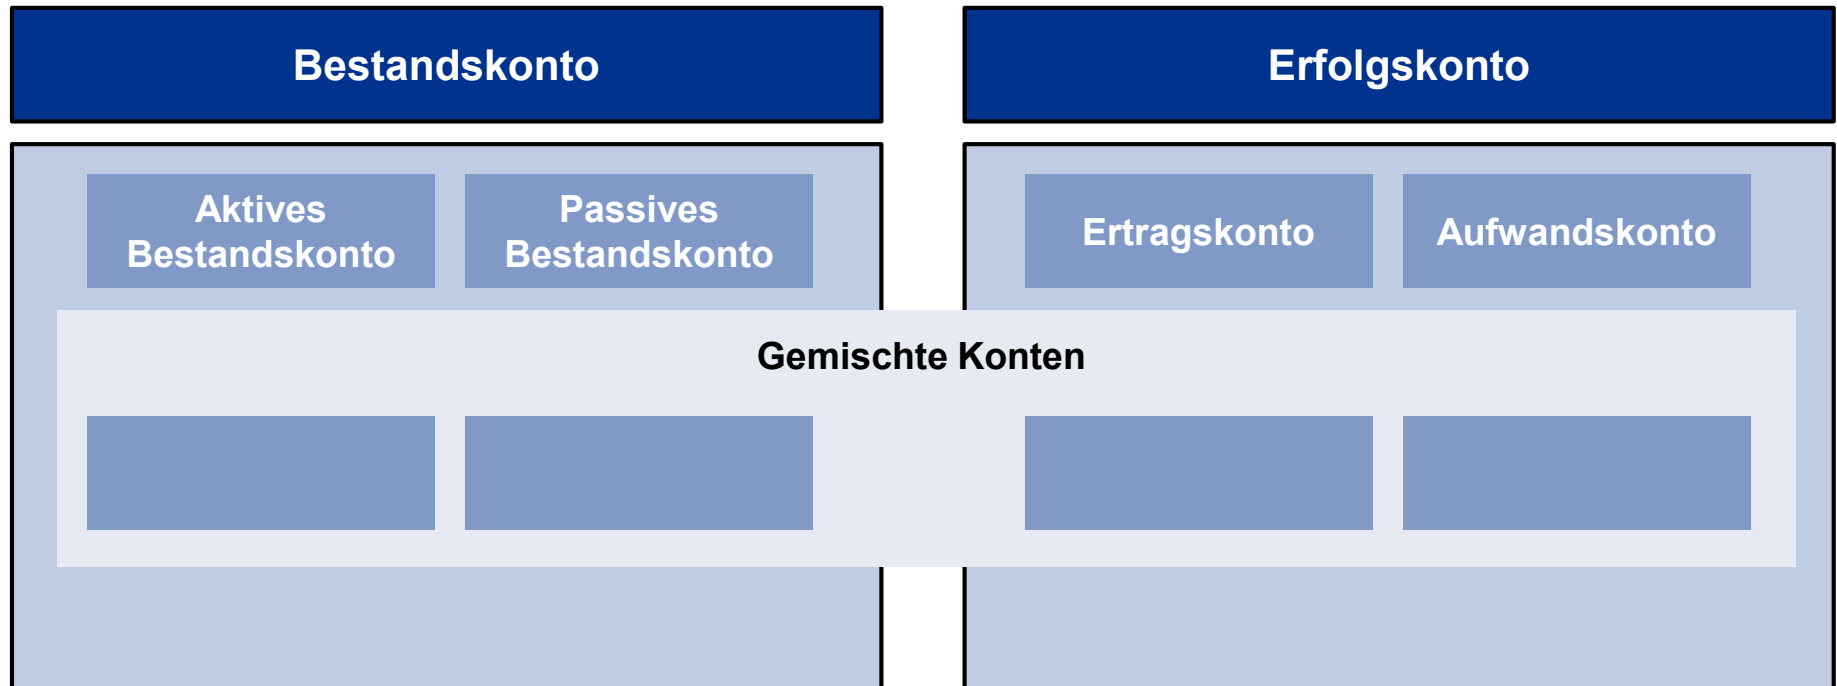 Bestandskonto
Erfolgskonto
Aktives
Bestandskonto
Passives
Bestandskonto
Ertragskonto
Aufwandskonto
Gemischte Konten